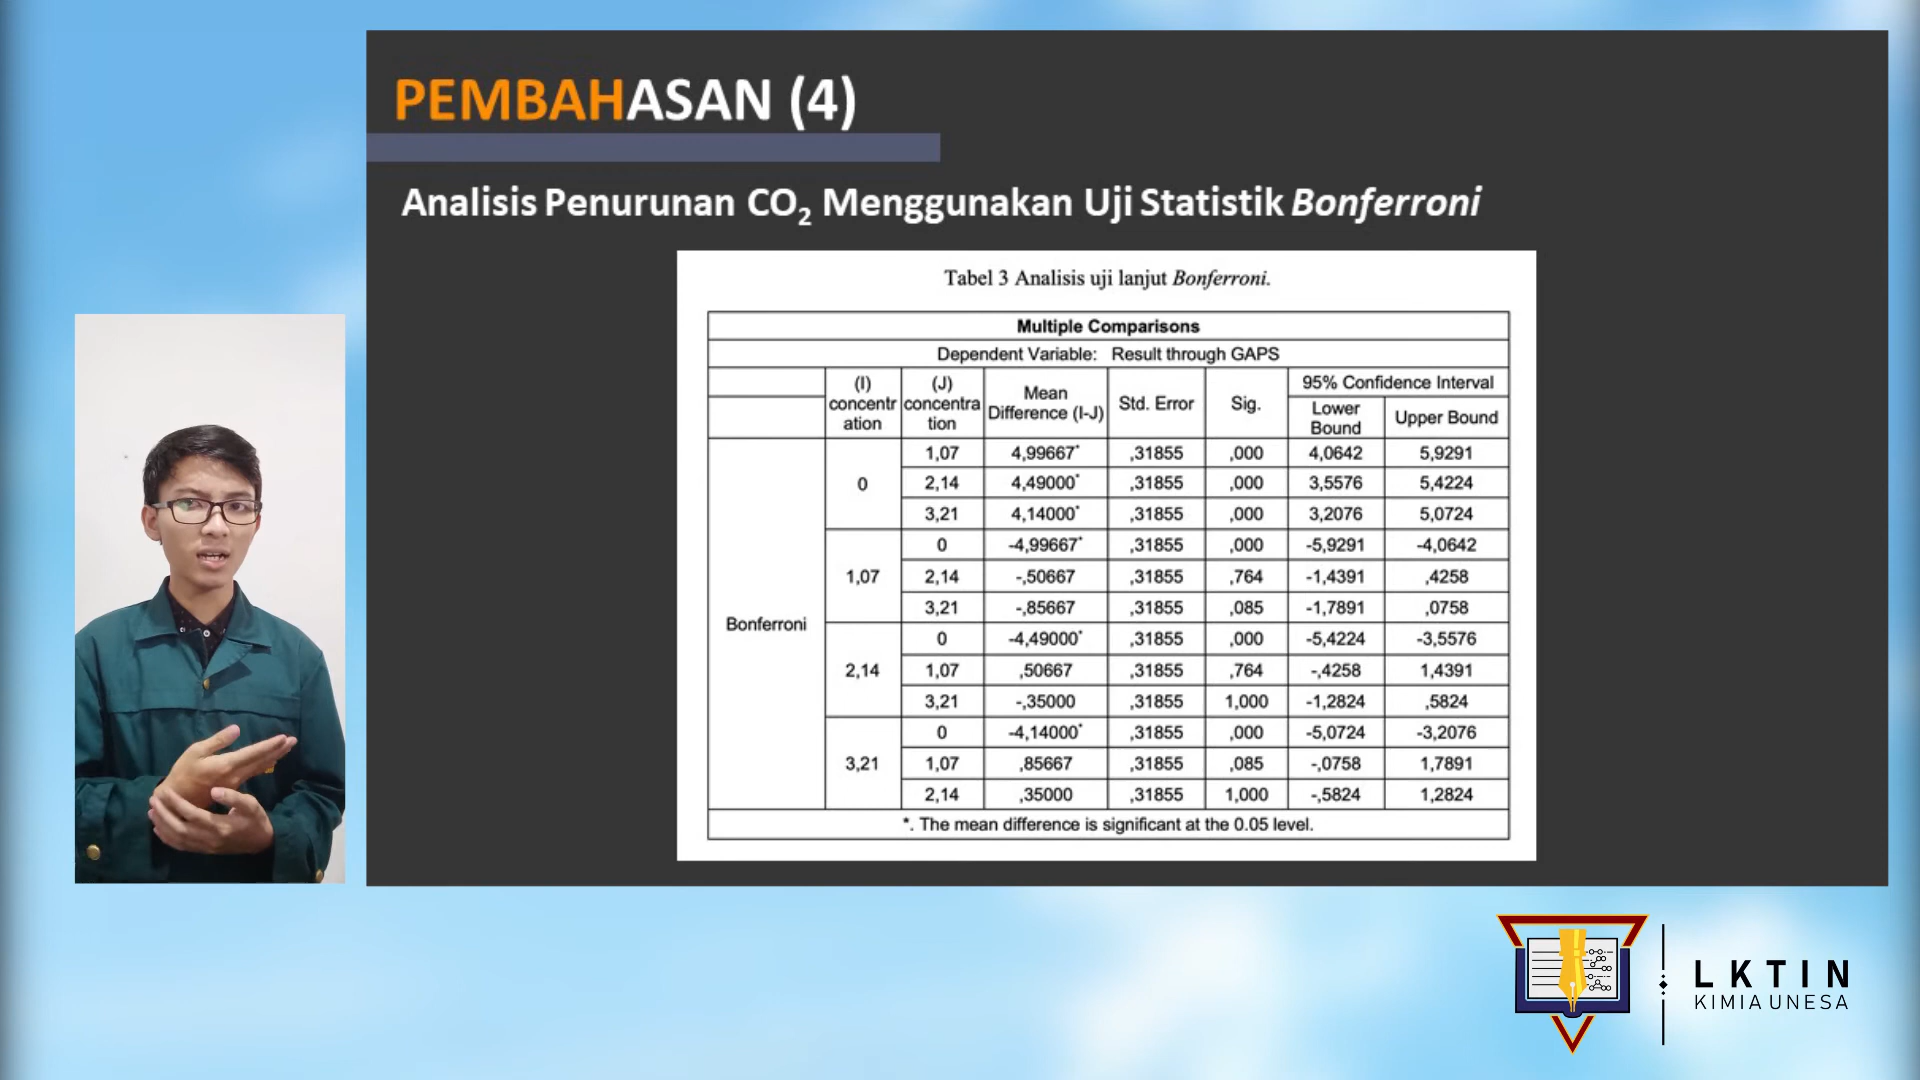 PEMBAHASAN (4)
Analisis Penurunan CO₂ Menggunakan Uji Statistik Bonferroni
Tabel 3 Analisis uji lanjut Bonferroni.
Multiple Comparisons
Dependent Variable: Result through GAPS
(I) concentr ation (J) concentra tion Mean Difference (I-J) Std. Error Sig. 95% Confidence Interval
Lower Bound Upper Bound
Bonferroni
0 1,07 4,99667* ,31855 ,000 4,0642 5,9291
2,14 4,49000* ,31855 ,000 3,5576 5,4224
3,21 4,14000* ,31855 ,000 3,2076 5,0724
1,07 0 -4,99667* ,31855 ,000 -5,9291 -4,0642
2,14 -,50667 ,31855 ,764 -1,4391 ,4258
3,21 -,85667 ,31855 ,085 -1,7891 ,0758
2,14 0 -4,49000* ,31855 ,000 -5,4224 -3,5576
1,07 ,50667 ,31855 ,764 -,4258 1,4391
3,21 -,35000 ,31855 1,000 -1,2824 ,5824
3,21 0 -4,14000* ,31855 ,000 -5,0724 -3,2076
1,07 ,85667 ,31855 ,085 -,0758 1,7891
2,14 ,35000 ,31855 1,000 -,5824 1,2824
*. The mean difference is significant at the 0.05 level.
LKTIN
KIMIA UNESA